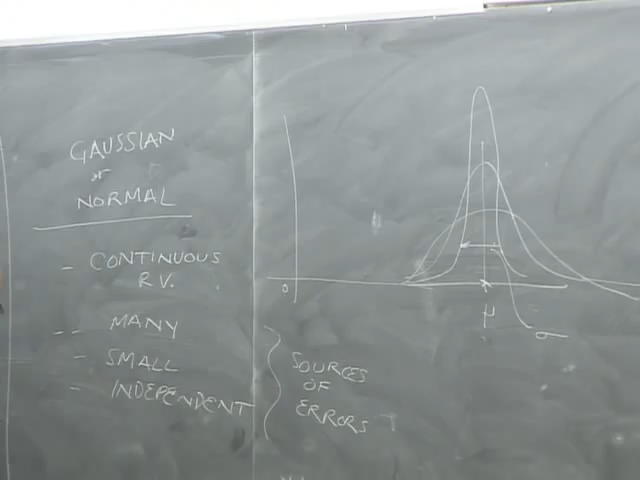 GAUSSIAN
or
NORMAL
- CONTINUOUS
R.V.
-- MANY
- SMALL
- INDEPENDENT
SOURCES
OF
ERRORS
0
μ
σ